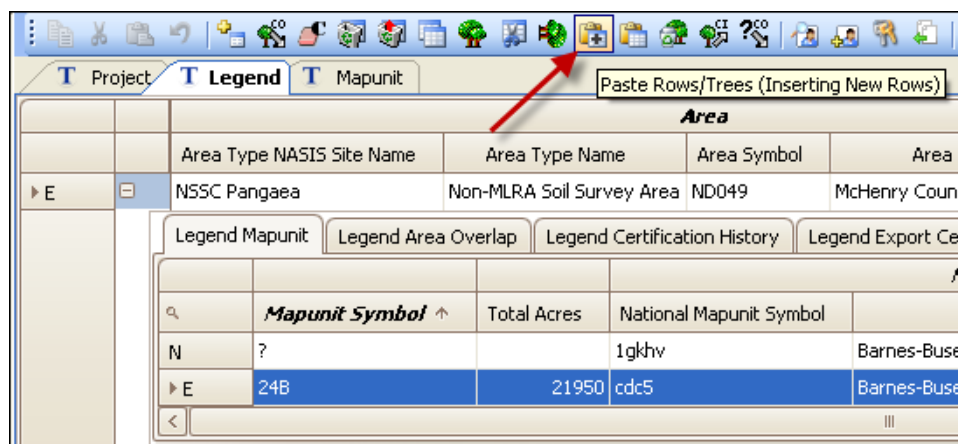 T Project T Legend T Mapunit
Paste Rows/Trees (Inserting New Rows)
Area
Area Type NASIS Site Name Area Type Name Area Symbol Area
E NSSC Pangaea Non-MLRA Soil Survey Area ND049 McHenry Coun
Legend Mapunit Legend Area Overlap Legend Certification History Legend Export Ce
Mapunit Symbol Total Acres National Mapunit Symbol
N ? 1gkhv Barnes-Buse
E 24B 21950 cdc5 Barnes-Buse